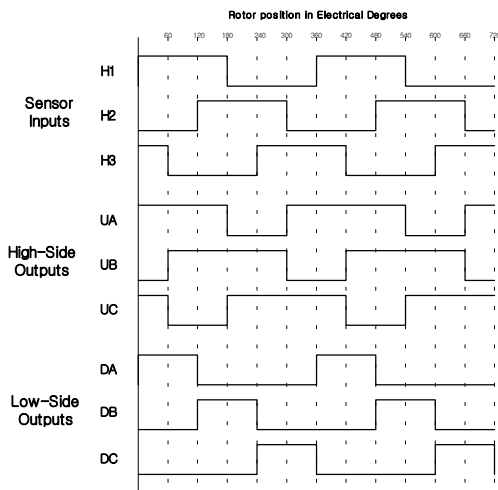 Rotor position in Electrical Degrees
60 120 180 240 300 360 420 480 540 600 660 720
H1
Sensor
Inputs
H2
H3
UA
High-Side
Outputs
UB
UC
DA
Low-Side
Outputs
DB
DC